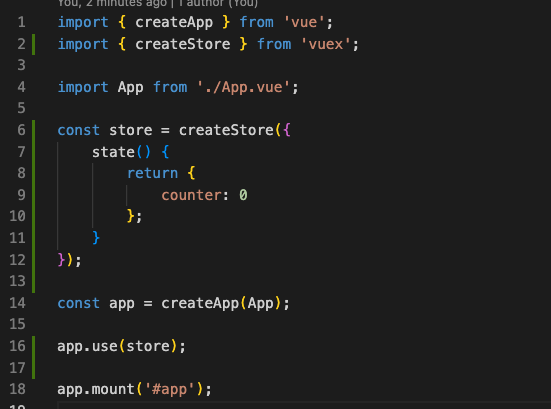 You, 2 minutes ago | 1 author (You)
1 import { createApp } from 'vue';
2 import { createStore } from 'vuex';
3
4 import App from './App.vue';
5
6 const store = createStore({
7 state() {
8 return {
9 counter: 0
10 };
11 }
12 });
13
14 const app = createApp(App);
15
16 app.use(store);
17
18 app.mount('#app');
19